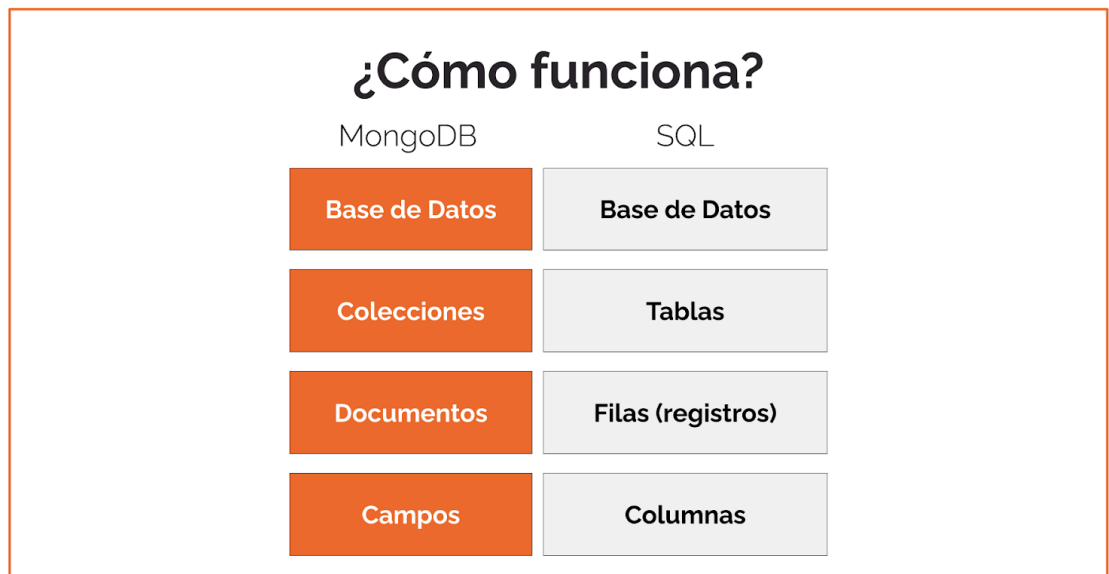 ¿Cómo funciona?
MongoDB SQL
Base de Datos Base de Datos
Colecciones Tablas
Documentos Filas (registros)
Campos Columnas